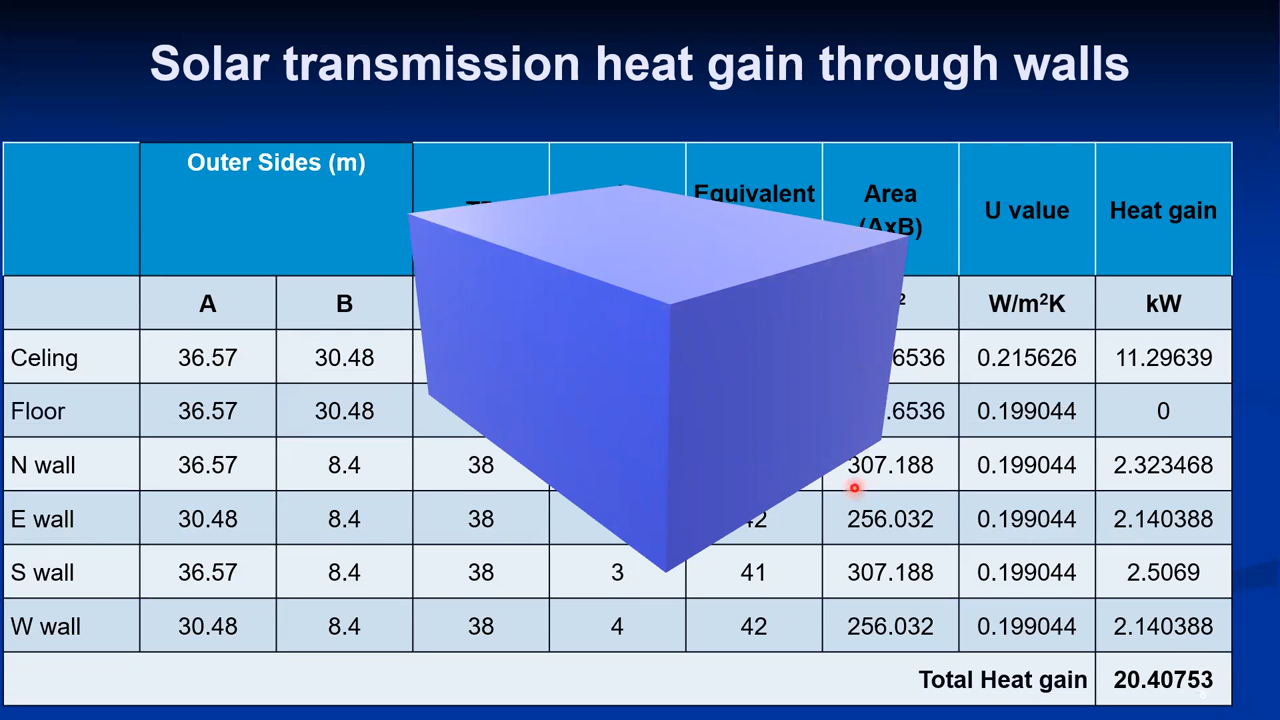 Solar transmission heat gain through walls
Outer Sides (m) Equivalent Area (AxB) U value Heat gain
A B W/m²K kW
Celing 36.57 30.48 0.215626 11.29639
Floor 36.57 30.48 0.199044 0
N wall 36.57 8.4 38 307.188 0.199044 2.323468
E wall 30.48 8.4 38 256.032 0.199044 2.140388
S wall 36.57 8.4 38 3 41 307.188 0.199044 2.5069
W wall 30.48 8.4 38 4 42 256.032 0.199044 2.140388
Total Heat gain 20.40753